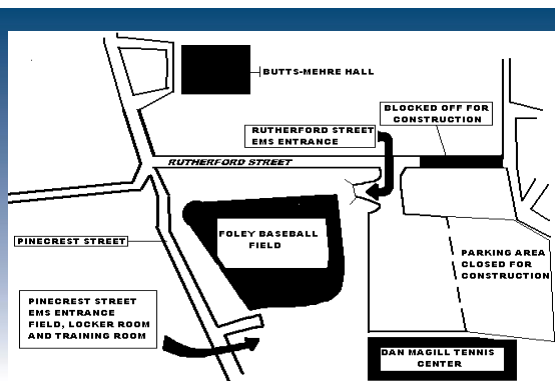 BUTTS-MEHRE HALL
BLOCKED OFF FOR
CONSTRUCTION
RUTHERFORD STREET
EMS ENTRANCE
RUTHERFORD STREET
FOLEY BASEBALL
FIELD
PINECREST STREET
PARKING AREA
CLOSED FOR
CONSTRUCTION
PINECREST STREET
EMS ENTRANCE
FIELD, LOCKER ROOM
AND TRAINING ROOM
DAN MAGILL TENNIS
CENTER